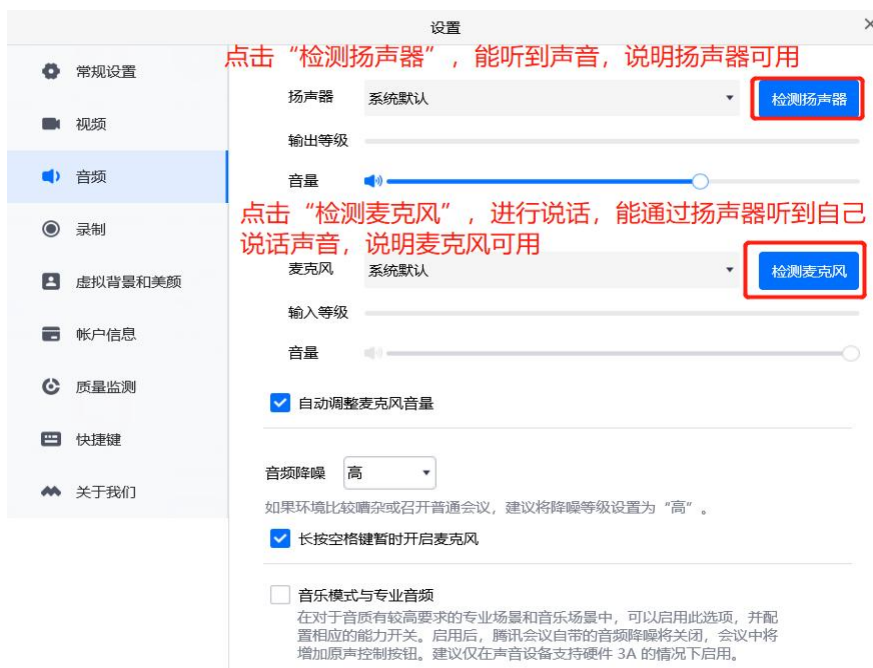 设置
点击“检测扬声器”，能听到声音，说明扬声器可用
常规设置
扬声器 系统默认 检测扬声器
视频
输出等级
音频
音量
点击“检测麦克风”，进行说话，能通过扬声器听到自己
说话声音，说明麦克风可用
录制
麦克风 系统默认 检测麦克风
虚拟背景和美颜
输入等级
帐户信息
音量
质量监测
自动调整麦克风音量
快捷键
音频降噪 高
关于我们
如果环境比较嘈杂或召开普通会议，建议将降噪等级设置为“高”。
长按空格键暂时开启麦克风
音乐模式与专业音频
在对于音质有较高要求的专业场景和音乐场景中，可以启用此选项，并配
置相应的能力开关。启用后，腾讯会议自带的音频降噪将关闭，会议中将
增加原声控制按钮。建议仅在声音设备支持硬件 3A 的情况下启用。